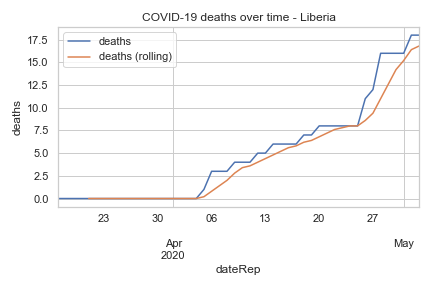 COVID-19 deaths over time - Liberia
deaths
deaths (rolling)
17.5
15.0
12.5
10.0
7.5
5.0
2.5
0.0
deaths
23
30
06
13
20
27
Apr
2020
May
dateRep